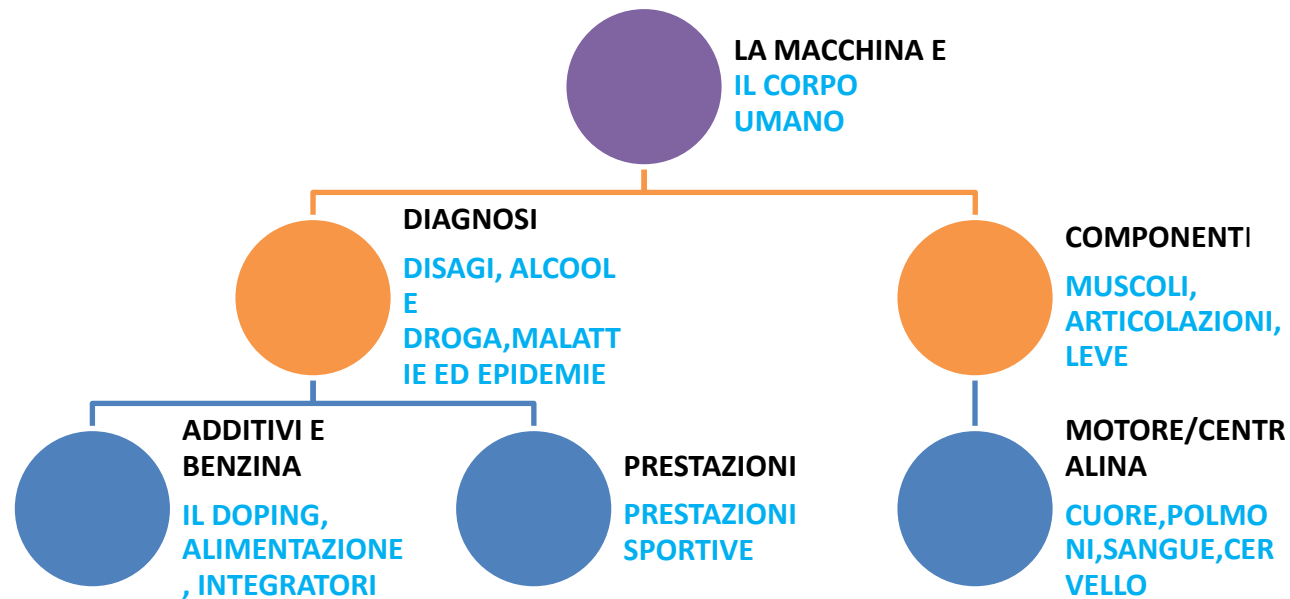 LA MACCHINA E
IL CORPO
UMANO
DIAGNOSI
DISAGI, ALCOOL
E
DROGA,MALATT
IE ED EPIDEMIE
COMPONENTI
MUSCOLI,
ARTICOLAZIONI,
LEVE
ADDITIVI E
BENZINA
IL DOPING,
ALIMENTAZIONE
, INTEGRATORI
PRESTAZIONI
PRESTAZIONI
SPORTIVE
MOTORE/CENTR
ALINA
CUORE,POLMO
NI,SANGUE,CER
VELLO